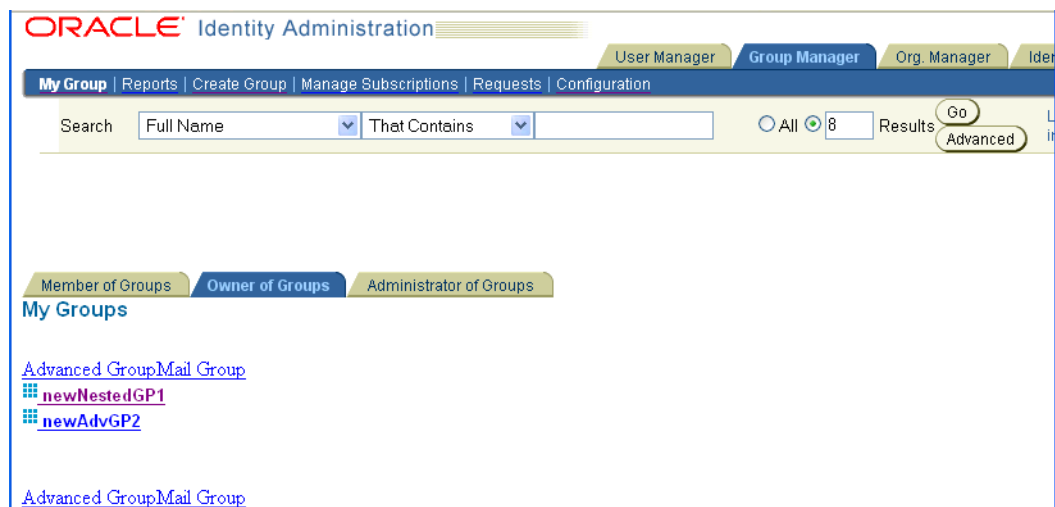 ORACLE Identity Administration
User Manager Group Manager Org. Manager
My Group | Reports | Create Group | Manage Subscriptions | Requests | Configuration
Search Full Name That Contains All 8 Results Go
Advanced
Member of Groups Owner of Groups Administrator of Groups
My Groups
Advanced GroupMail Group
newNestedGP1
newAdvGP2
Advanced GroupMail Group